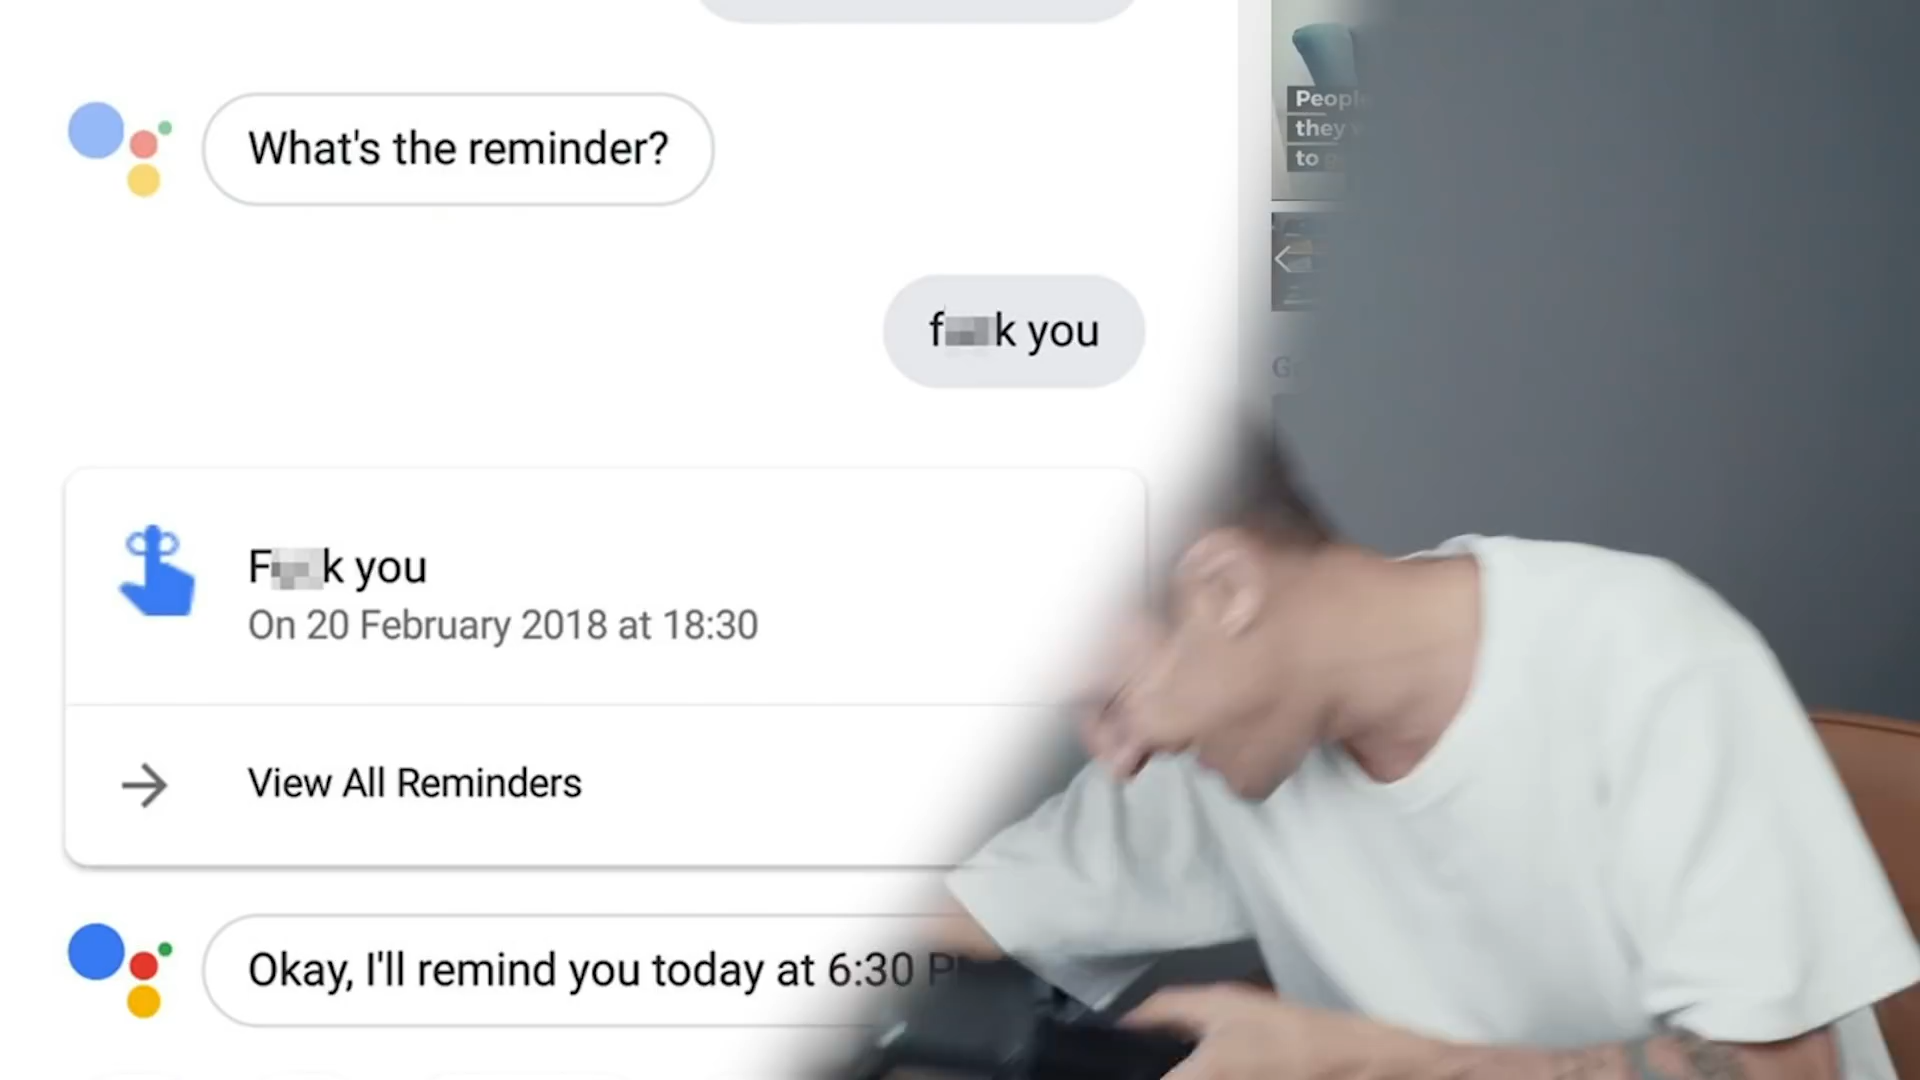 What's the reminder?
f k you
F k you
On 20 February 2018 at 18:30
View All Reminders
Okay, I'll remind you today at 6:30
People
they
to